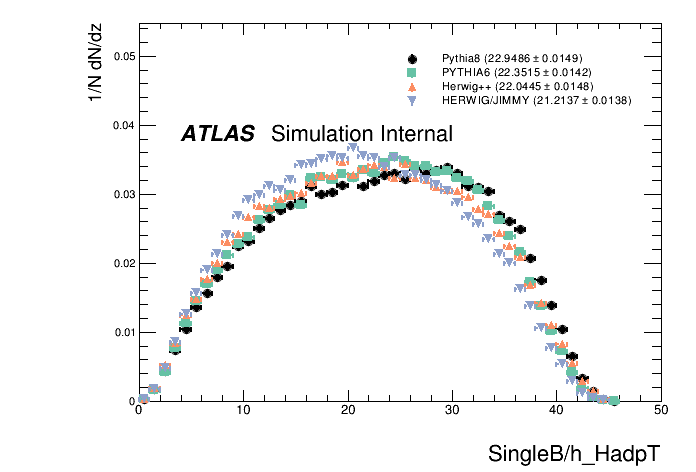 1/N dN/dz
0.05
0.04
0.03
0.02
0.01
0
Pythia8 (22.9486 ± 0.0149)
PYTHIA6 (22.3515 ± 0.0142)
Herwig++ (22.0445 ± 0.0148)
HERWIG/JIMMY (21.2137 ± 0.0138)
ATLAS Simulation Internal
0 10 20 30 40 50
SingleB/h_HadpT